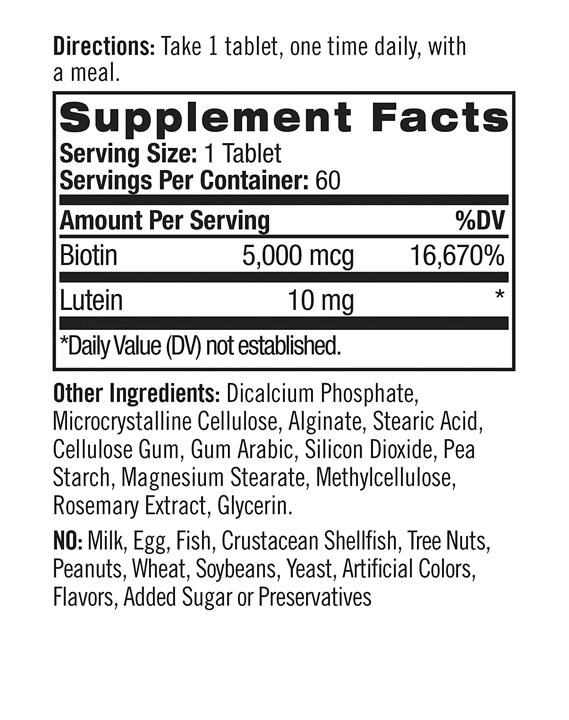 Directions: Take 1 tablet, one time daily, with
a meal.
Supplement Facts
Serving Size: 1 Tablet
Servings Per Container: 60
Amount Per Serving %DV
Biotin 5,000 mcg 16,670%
Lutein 10 mg *
*Daily Value (DV) not established.
Other Ingredients: Dicalcium Phosphate,
Microcrystalline Cellulose, Alginate, Stearic Acid,
Cellulose Gum, Gum Arabic, Silicon Dioxide, Pea
Starch, Magnesium Stearate, Methylcellulose,
Rosemary Extract, Glycerin.
NO: Milk, Egg, Fish, Crustacean Shellfish, Tree Nuts,
Peanuts, Wheat, Soybeans, Yeast, Artificial Colors,
Flavors, Added Sugar or Preservatives